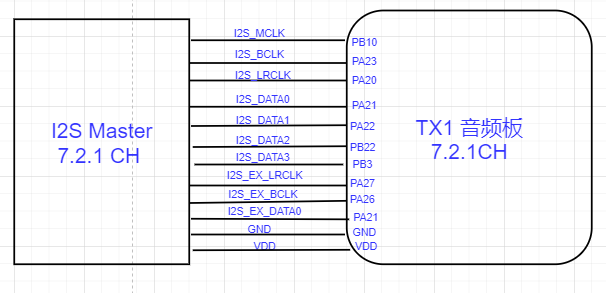 I2S Master
7.2.1 CH
I2S_MCLK
I2S_BCLK
I2S_LRCLK
I2S_DATA0
I2S_DATA1
I2S_DATA2
I2S_DATA3
I2S_EX_LRCLK
I2S_EX_BCLK
I2S_EX_DATA0
GND
VDD
PB10
PA23
PA20
PA21
PA22
PB22
PB3
PA27
PA26
PA21
GND
VDD
TX1 音频板
7.2.1CH